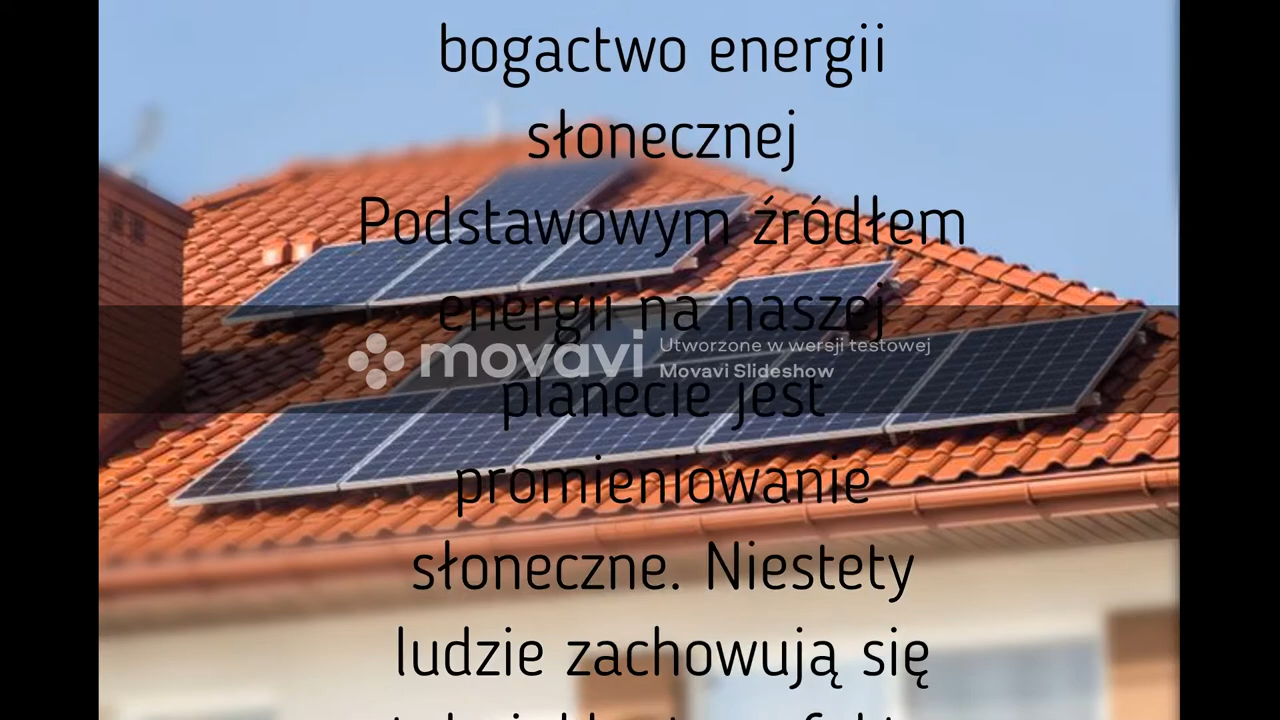 bogactwo energii
słonecznej
Podstawowym źródłem
energii na naszej
movavi
Utworzone w wersji testowej
Movavi Slideshow
planecie jest
promieniowanie
słoneczne. Niestety
ludzie zachowują się